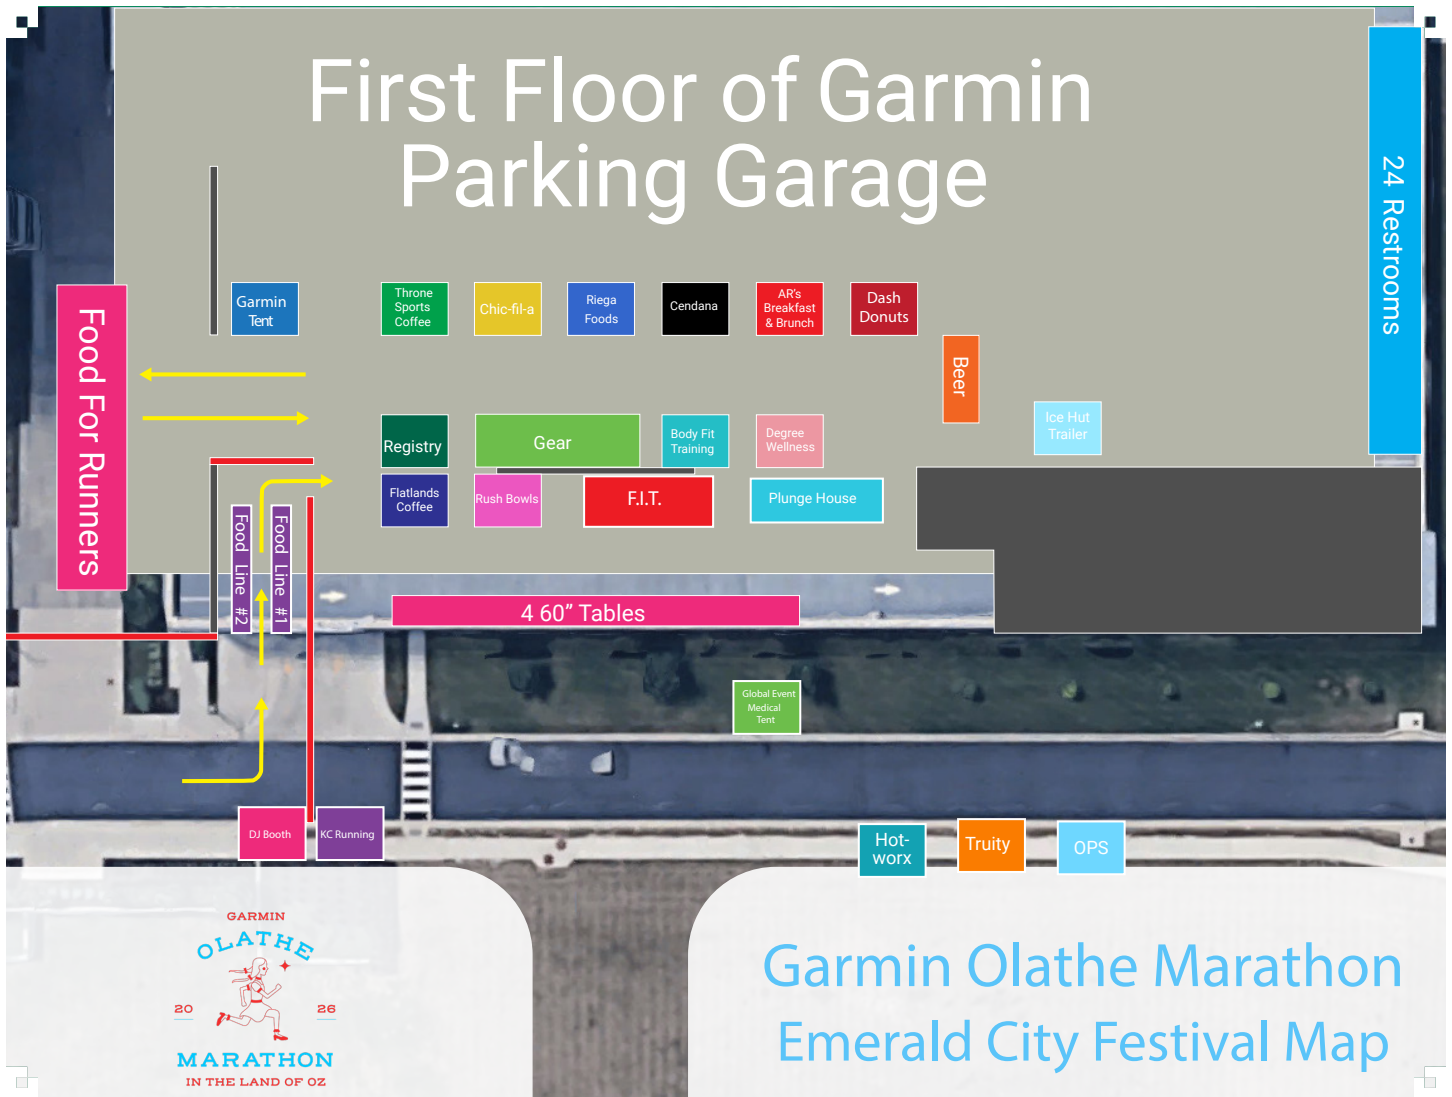 First Floor of Garmin
Parking Garage
24 Restrooms
Food For Runners
Garmin
Tent
Throne
Sports
Coffee
Chic-fil-a
Riega
Foods
Cendana
AR's
Breakfast
& Brunch
Dash
Donuts
Beer
Ice Hut
Trailer
Registry
Gear
Body Fit
Training
Degree
Wellness
Flatlands
Coffee
Rush Bowls
F.I.T.
Plunge House
Food Line #2
Food Line #1
4 60” Tables
Global Event
Medical
Tent
DJ Booth
KC Running
Hot-
worx
Truity
OPS
GARMIN
OLATHE
20 26
MARATHON
IN THE LAND OF OZ
Garmin Olathe Marathon
Emerald City Festival Map